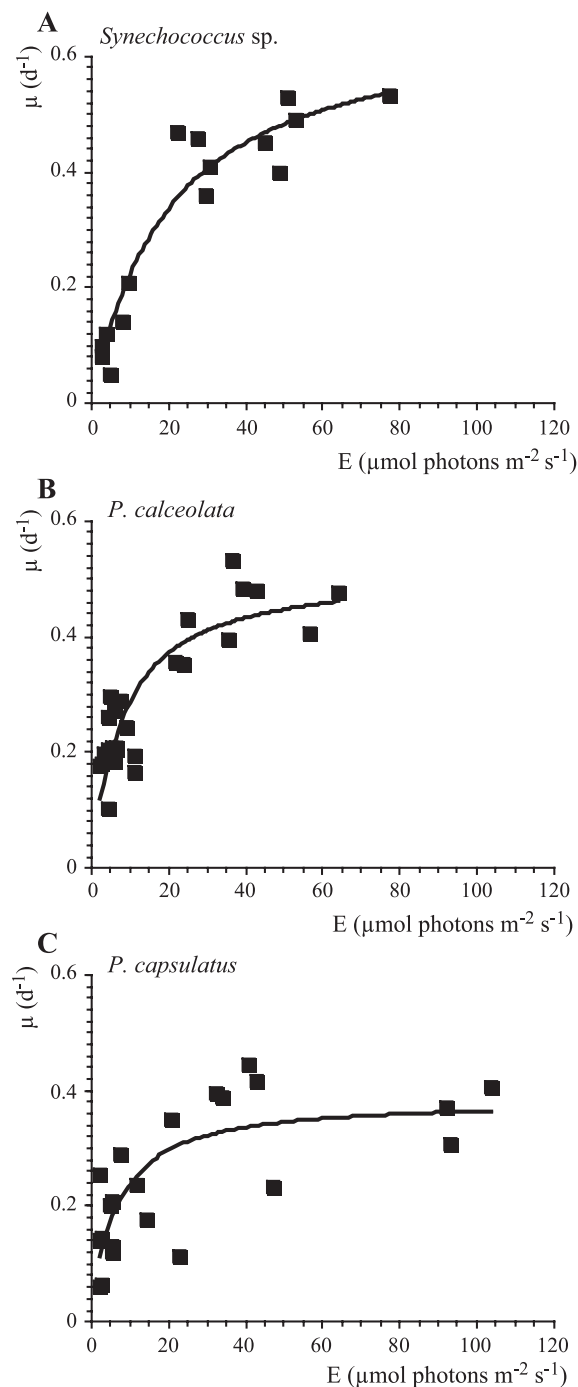 A
Synechococcus sp.
µ (d⁻¹)
0.6
0.4
0.2
0
0 20 40 60 80 100 120
E (µmol photons m⁻² s⁻¹)
B
P. calceolata
µ (d⁻¹)
0.6
0.4
0.2
0
0 20 40 60 80 100 120
E (µmol photons m⁻² s⁻¹)
C
P. capsulatus
µ (d⁻¹)
0.6
0.4
0.2
0
0 20 40 60 80 100 120
E (µmol photons m⁻² s⁻¹)